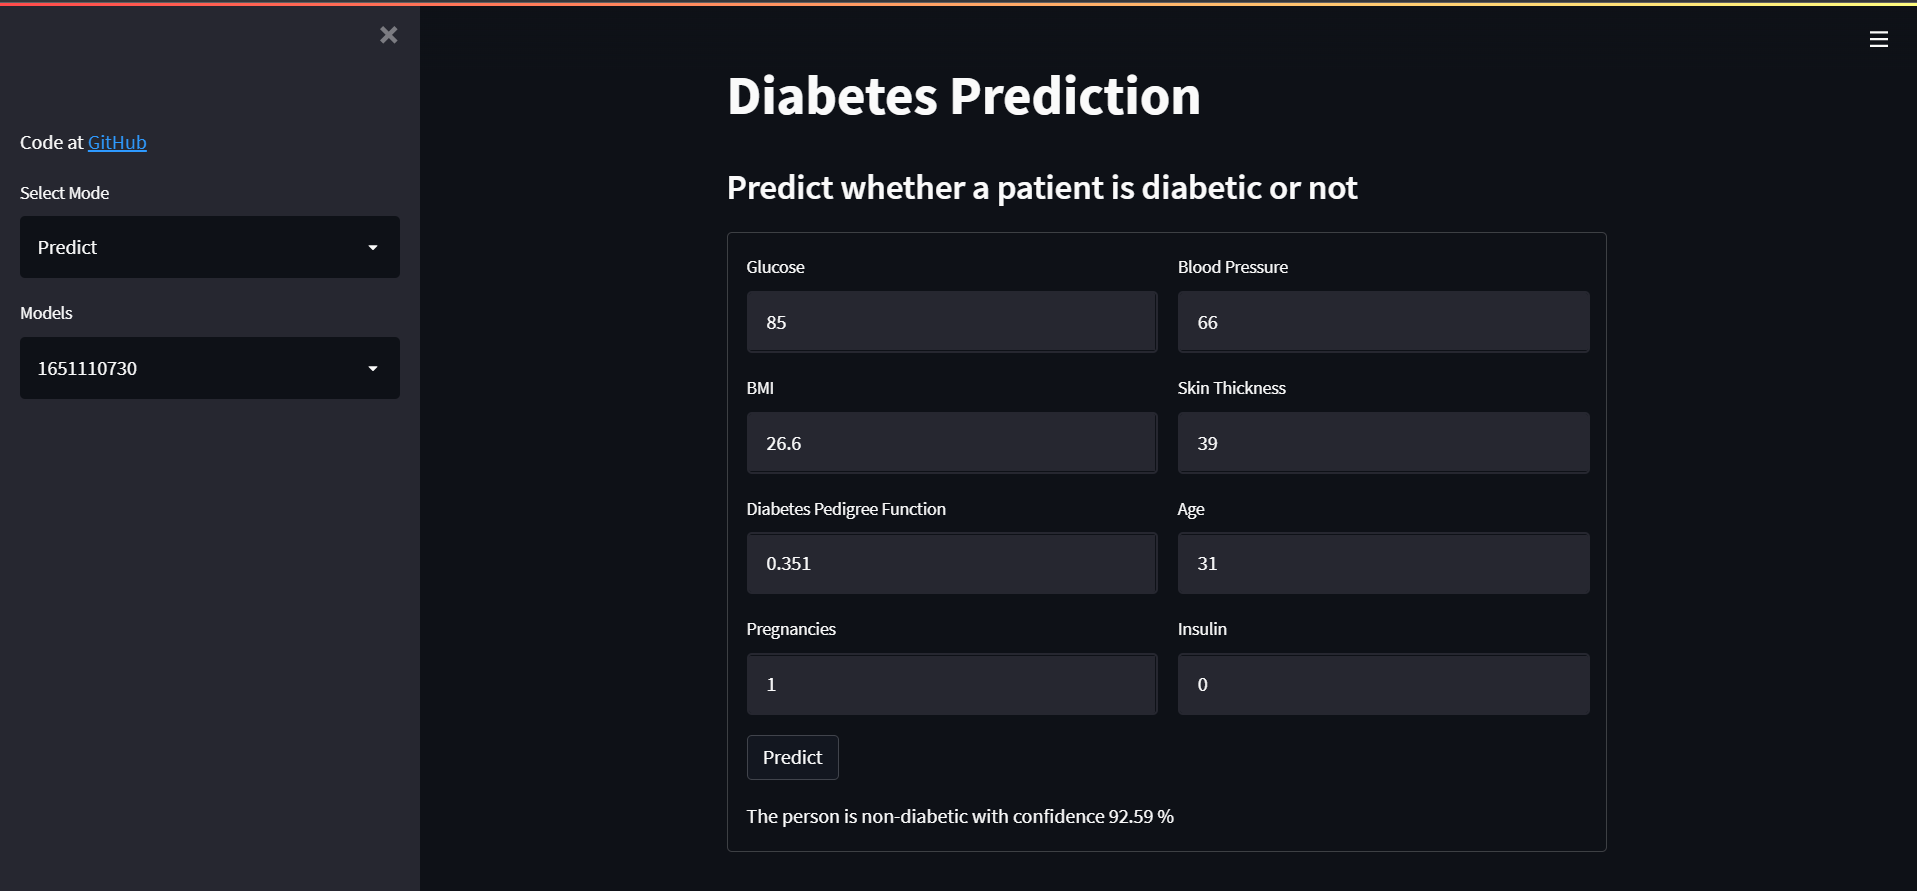 Code at GitHub
Select Mode
Predict
Models
1651110730
Diabetes Prediction
Predict whether a patient is diabetic or not
Glucose
85
Blood Pressure
66
BMI
26.6
Skin Thickness
39
Diabetes Pedigree Function
0.351
Age
31
Pregnancies
1
Insulin
0
Predict
The person is non-diabetic with confidence 92.59 %